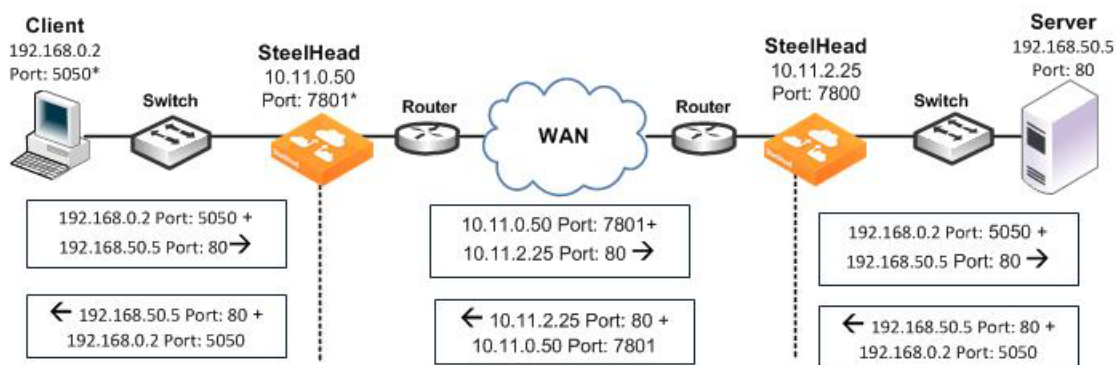 Client
192.168.0.2
Port: 5050*
Switch
SteelHead
10.11.0.50
Port: 7801*
Router
WAN
Router
SteelHead
10.11.2.25
Port: 7800
Switch
Server
192.168.50.5
Port: 80
SteelHead
SteelHead
192.168.0.2 Port: 5050 +
192.168.50.5 Port: 80→
10.11.0.50 Port: 7801+
10.11.2.25 Port: 80 →
192.168.0.2 Port: 5050 +
192.168.50.5 Port: 80 →
← 192.168.50.5 Port: 80 +
192.168.0.2 Port: 5050
← 10.11.2.25 Port: 80 +
10.11.0.50 Port: 7801
← 192.168.50.5 Port: 80 +
192.168.0.2 Port: 5050